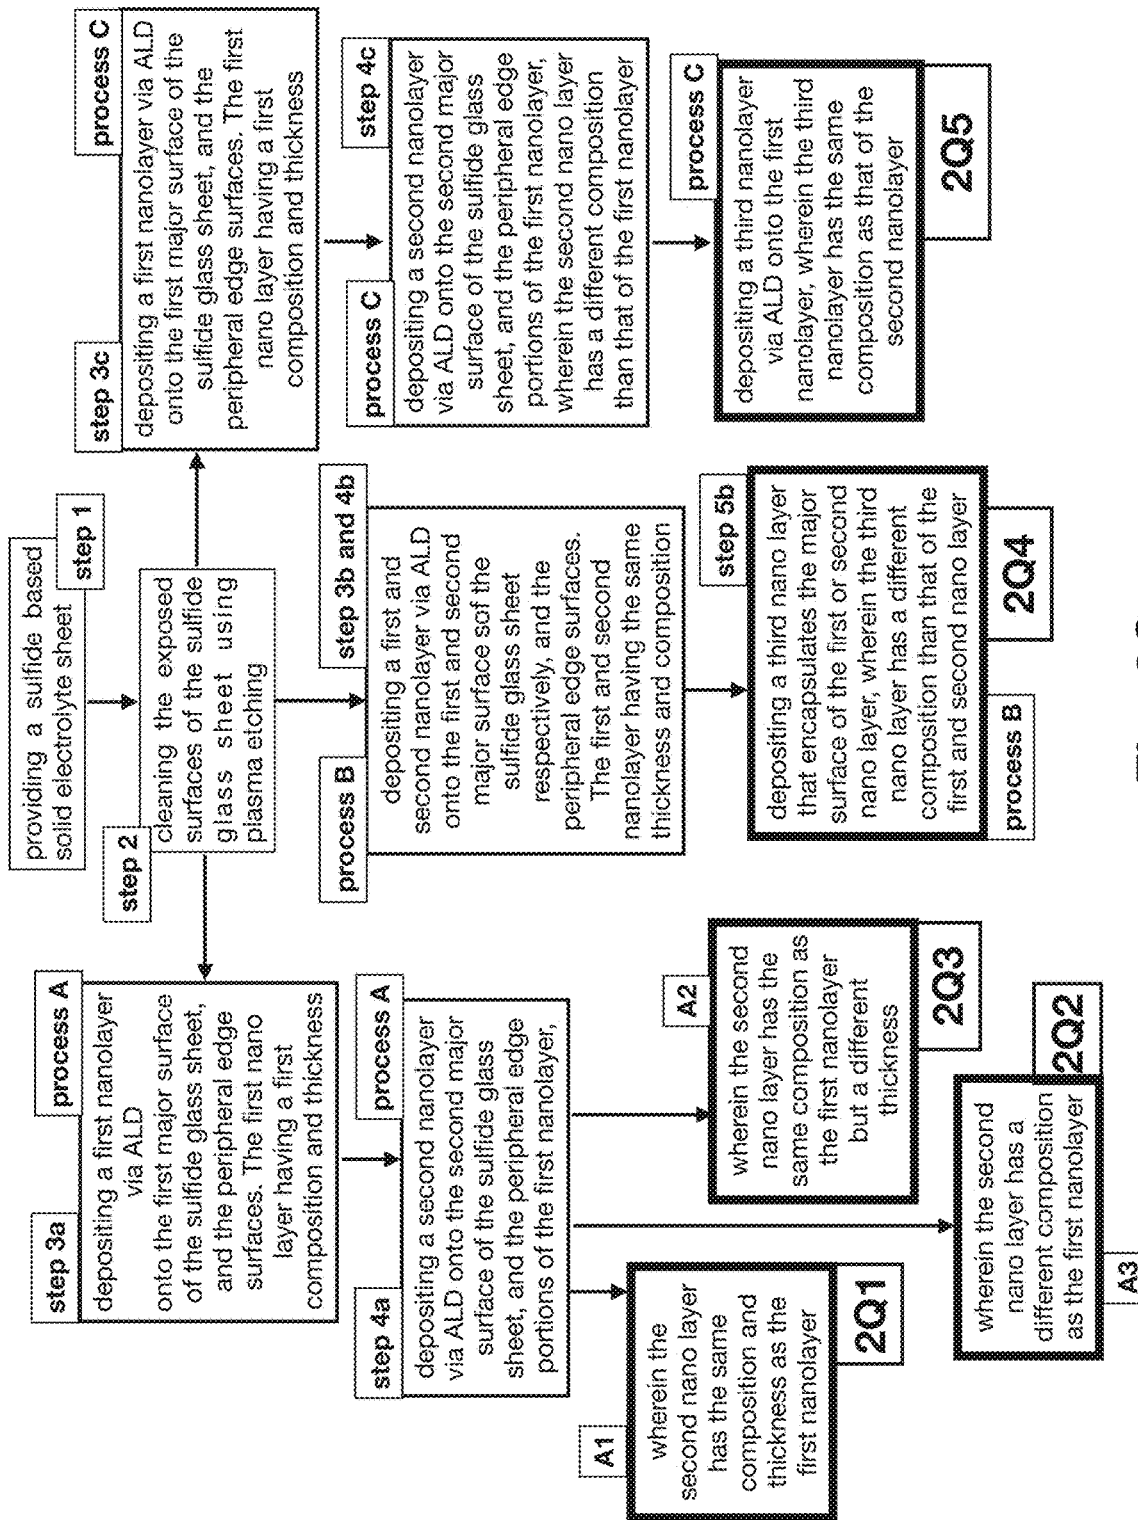 providing a sulfide based
solid electrolyte sheet
step 1
step 2
cleaning the exposed
surfaces of the sulfide
glass sheet using
plasma etching
step 3a
process A
depositing a first nanolayer
via ALD
onto the first major surface
of the sulfide glass sheet,
and the peripheral edge
surfaces. The first nano
layer having a first
composition and thickness
step 4a
process A
depositing a second nanolayer
via ALD onto the second major
surface of the sulfide glass
sheet, and the peripheral edge
portions of the first nanolayer,
A1
wherein the
second nano layer
has the same
composition and
thickness as the
first nanolayer
2Q1
A2
wherein the second
nano layer has the
same composition as
the first nanolayer
but a different
thickness
2Q3
wherein the second
nano layer has a
different composition
as the first nanolayer
2Q2
A3
process B
step 3b and 4b
depositing a first and
second nanolayer via ALD
onto the first and second
major surface sof the
sulfide glass sheet
respectively, and the
peripheral edge surfaces.
The first and second
nanolayer having the same
thickness and composition
step 5b
depositing a third nano layer
that encapsulates the major
surface of the first or second
nano layer, wherein the third
nano layer has a different
composition than that of the
first and second nano layer
process B
2Q4
step 3c
process C
depositing a first nanolayer via ALD
onto the first major surface of the
sulfide glass sheet, and the
peripheral edge surfaces. The first
nano layer having a first
composition and thickness
process C
step 4c
depositing a second nanolayer
via ALD onto the second major
surface of the sulfide glass
sheet, and the peripheral edge
portions of the first nanolayer,
wherein the second nano layer
has a different composition
than that of the first nanolayer
process C
depositing a third nanolayer
via ALD onto the first
nanolayer, wherein the third
nanolayer has the same
composition as that of the
second nanolayer
2Q5